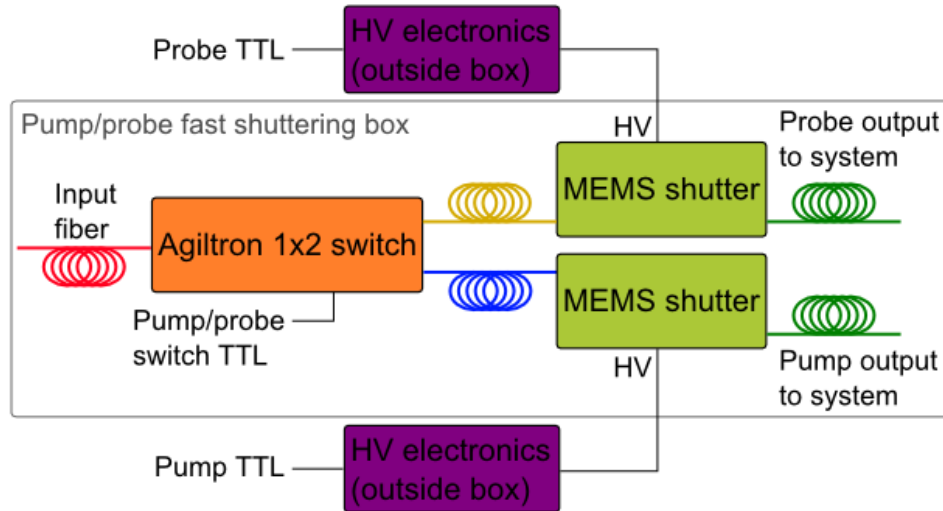 Probe TTL
HV electronics
(outside box)
Pump/probe fast shuttering box
HV
Probe output
to system
MEMS shutter
Input
fiber
Agiltron 1x2 switch
MEMS shutter
Pump/probe
switch TTL
HV
Pump output
to system
Pump TTL
HV electronics
(outside box)